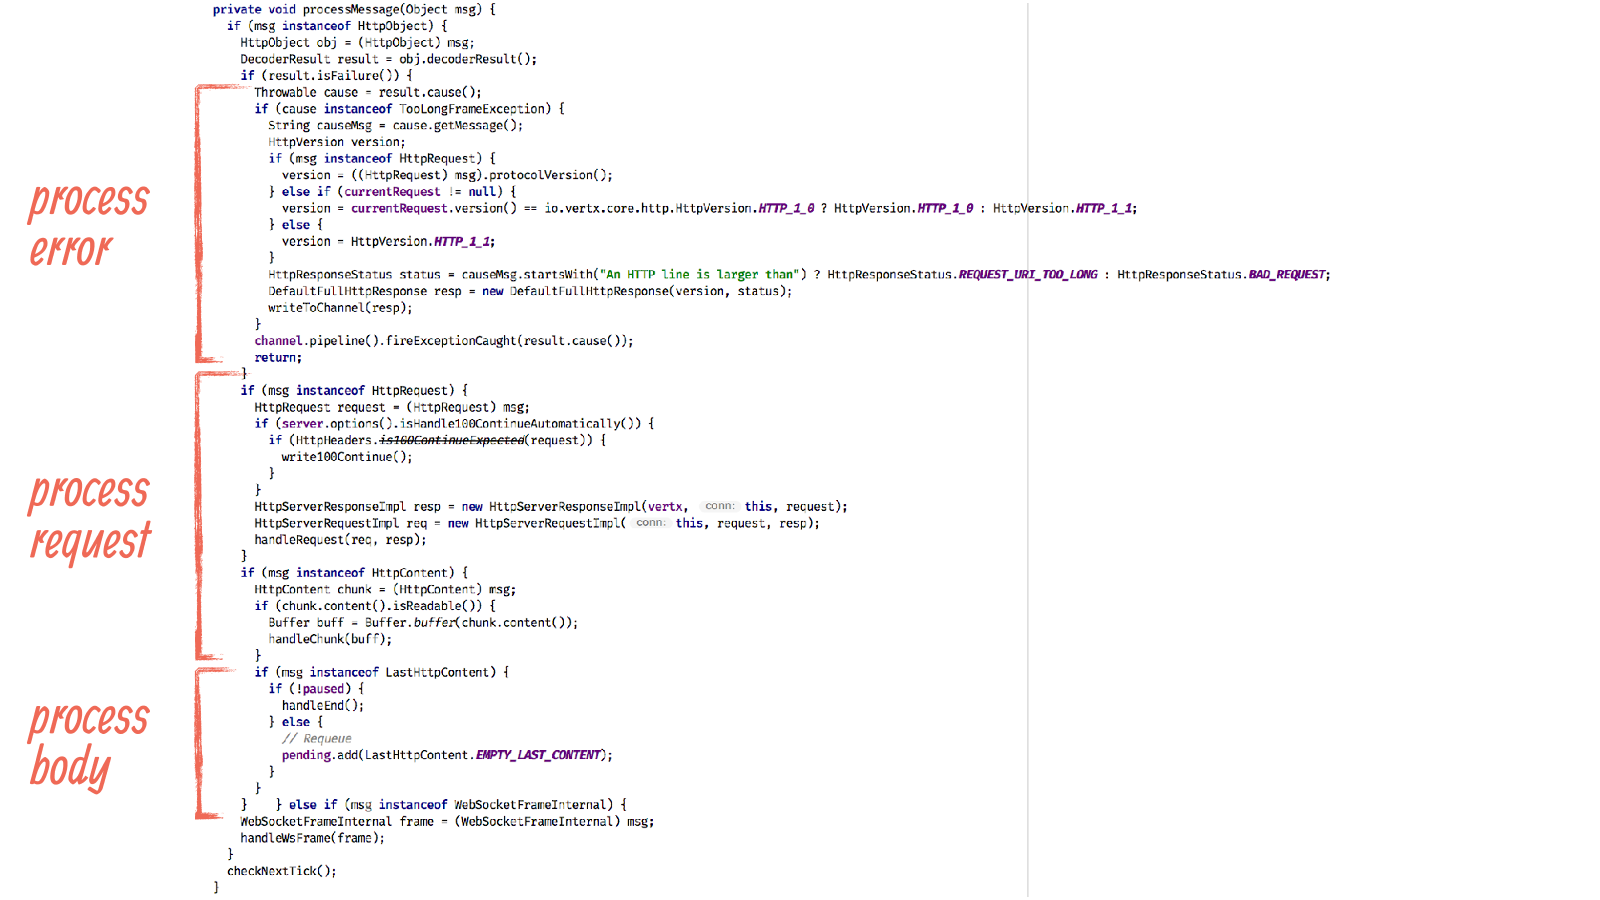 private void processMessage(Object msg) {
if (msg instanceof HttpObject) {
HttpObject obj = (HttpObject) msg;
DecoderResult result = obj.decoderResult();
if (result.isFailure()) {
Throwable cause = result.cause();
if (cause instanceof TooLongFrameException) {
String causeMsg = cause.getMessage();
HttpVersion version;
if (msg instanceof HttpRequest) {
version = ((HttpRequest) msg).protocolVersion();
} else if (currentRequest != null) {
version = currentRequest.version() == io.vertx.core.http.HttpVersion.HTTP_1_0 ? HttpVersion.HTTP_1_0 : HttpVersion.HTTP_1_1;
} else {
version = HttpVersion.HTTP_1_1;
}
HttpResponseStatus status = causeMsg.startsWith("An HTTP line is larger than") ? HttpResponseStatus.REQUEST_URI_TOO_LONG : HttpResponseStatus.BAD_REQUEST;
DefaultFullHttpResponse resp = new DefaultFullHttpResponse(version, status);
writeToChannel(resp);
}
channel.pipeline().fireExceptionCaught(result.cause());
return;
}
process
error
if (msg instanceof HttpRequest) {
HttpRequest request = (HttpRequest) msg;
if (server.options().isHandle100ContinueAutomatically()) {
if (HttpHeaders.is100ContinueExpected(request)) {
write100Continue();
}
}
HttpServerResponseImpl resp = new HttpServerResponseImpl(vertx, conn: this, request);
HttpServerRequestImpl req = new HttpServerRequestImpl( conn: this, request, resp);
handleRequest(req, resp);
}
if (msg instanceof HttpContent) {
HttpContent chunk = (HttpContent) msg;
if (chunk.content().isReadable()) {
Buffer buff = Buffer.buffer(chunk.content());
handleChunk(buff);
}
process
request
if (msg instanceof LastHttpContent) {
if (!paused) {
handleEnd();
} else {
// Requeue
pending.add(LastHttpContent.EMPTY_LAST_CONTENT);
}
}
} } else if (msg instanceof WebSocketFrameInternal) {
process
body
WebSocketFrameInternal frame = (WebSocketFrameInternal) msg;
handleWsFrame(frame);
}
checkNextTick();
}